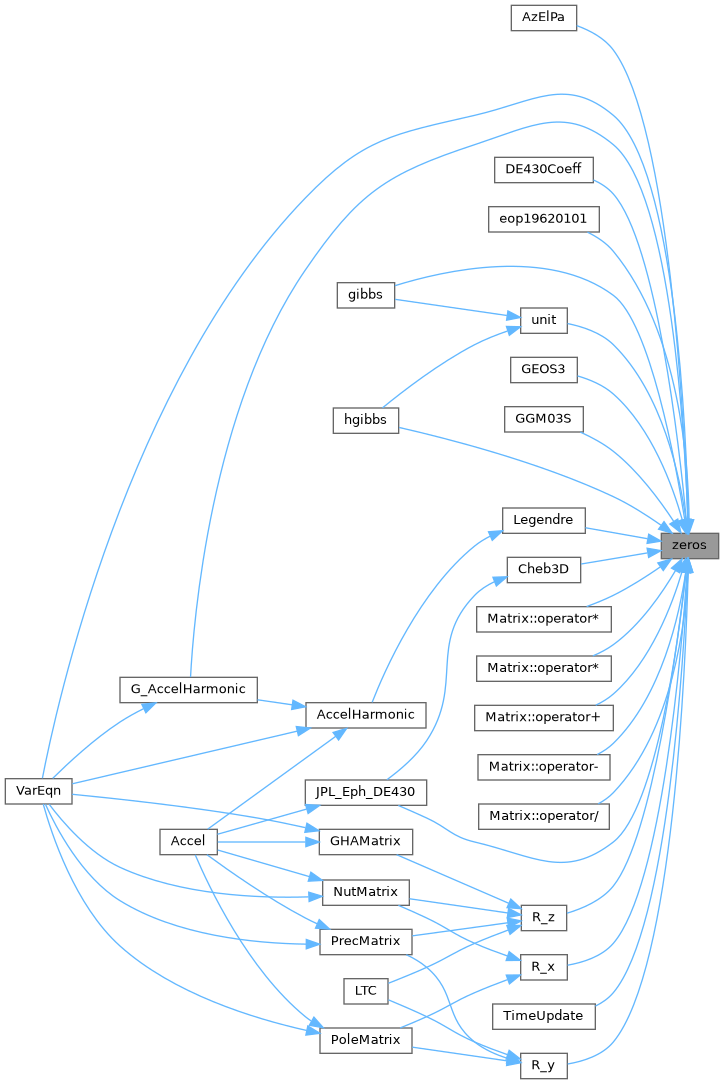 AzElPa
DE430Coeff
eop19620101
gibbs
unit
GEOS3
hgibbs
GGM03S
Legendre
zeros
Cheb3D
Matrix::operator*
Matrix::operator*
G_AccelHarmonic
AccelHarmonic
Matrix::operator+
Matrix::operator-
VarEqn
JPL_Eph_DE430
Matrix::operator/
Accel
GHAMatrix
NutMatrix
R_z
PrecMatrix
R_x
LTC
TimeUpdate
PoleMatrix
R_y